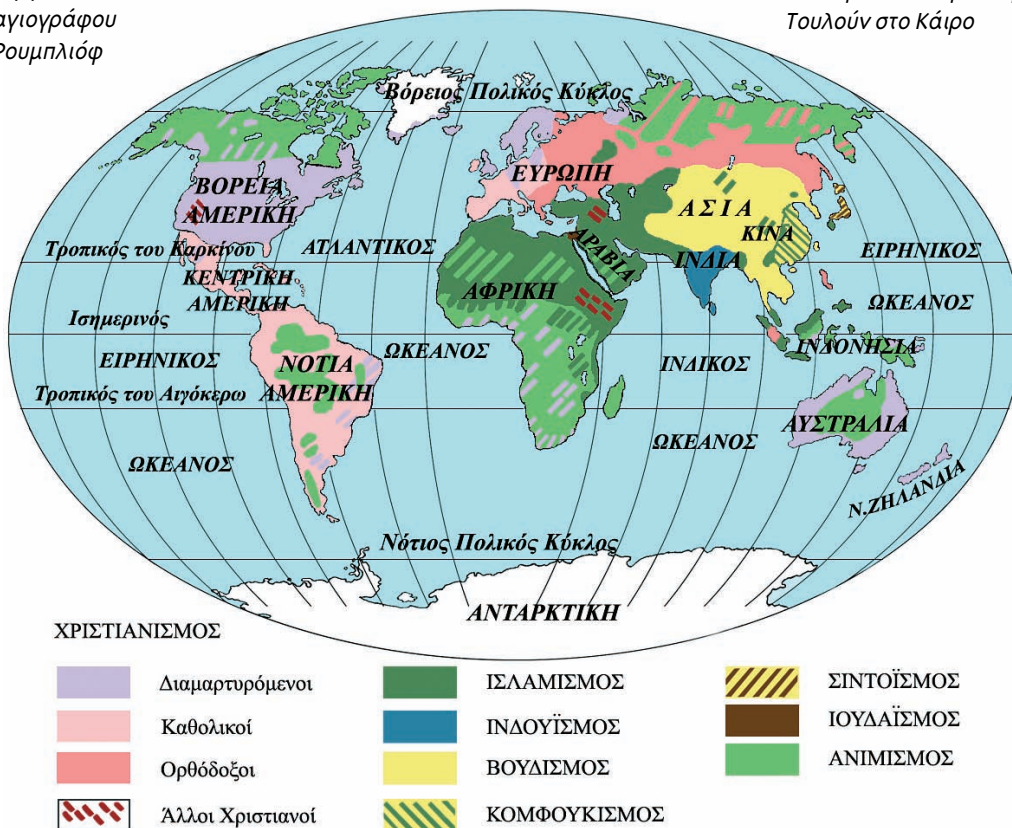 αγιογράφου
Ρουμπλιόφ
Τουλούν στο Κάιρο
Βόρειος Πολικός Κύκλος
ΕΥΡΩΠΗ
ΒΟΡΕΙΑ
ΑΜΕΡΙΚΗ
ΑΣΙΑ
ΚΙΝΑ
Τροπικός του Καρκίνου
ΑΤΛΑΝΤΙΚΟΣ
ΑΡΑΒΙΑ
ΙΝΔΙΑ
ΕΙΡΗΝΙΚΟΣ
ΚΕΝΤΡΙΚΗ
ΑΜΕΡΙΚΗ
ΑΦΡΙΚΗ
ΩΚΕΑΝΟΣ
Ισημερινός
ΕΙΡΗΝΙΚΟΣ
ΝΟΤΙΑ
ΑΜΕΡΙΚΗ
ΩΚΕΑΝΟΣ
ΙΝΔΙΚΟΣ
ΙΝΔΟΝΗΣΙΑ
Τροπικός του Αιγόκερω
ΑΥΣΤΡΑΛΙΑ
ΩΚΕΑΝΟΣ
ΩΚΕΑΝΟΣ
Ν.ΖΗΛΑΝΔΙΑ
Νότιος Πολικός Κύκλος
ΑΝΤΑΡΚΤΙΚΗ
ΧΡΙΣΤΙΑΝΙΣΜΟΣ
Διαμαρτυρόμενοι
Καθολικοί
Ορθόδοξοι
Άλλοι Χριστιανοί
ΙΣΛΑΜΙΣΜΟΣ
ΙΝΔΟΥΪΣΜΟΣ
ΒΟΥΔΙΣΜΟΣ
ΚΟΜΦΟΥΚΙΣΜΟΣ
ΣΙΝΤΟΪΣΜΟΣ
ΙΟΥΔΑΪΣΜΟΣ
ΑΝΙΜΙΣΜΟΣ